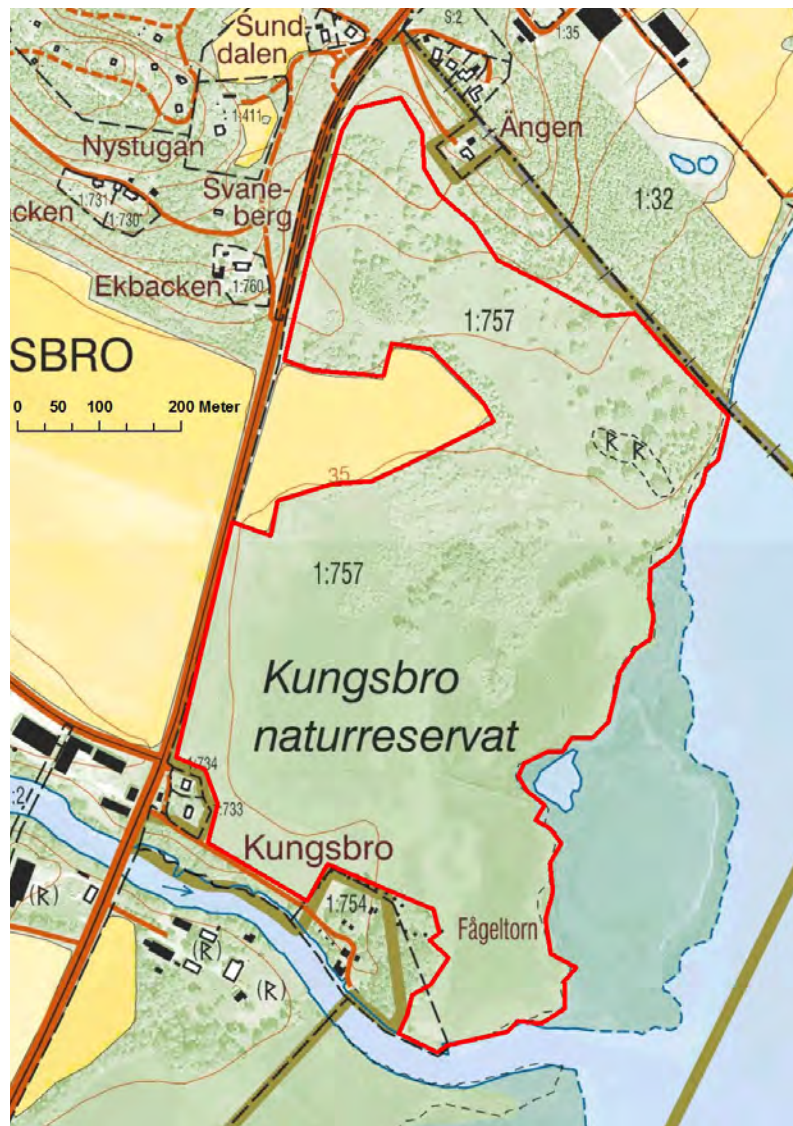 Sund
dalen
S:2
1:35
1:411
Ängen
Nystugan
1:32
Svane-
berg
1:731
1:730
cken
Ekbacken
1:760
1:757
SBRO
0 50 100 200 Meter
R R
35
1:757
Kungsbro
naturreservat
1:734
:2
:733
Kungsbro
(R)
1:754
Fågeltorn
(R)
(R)